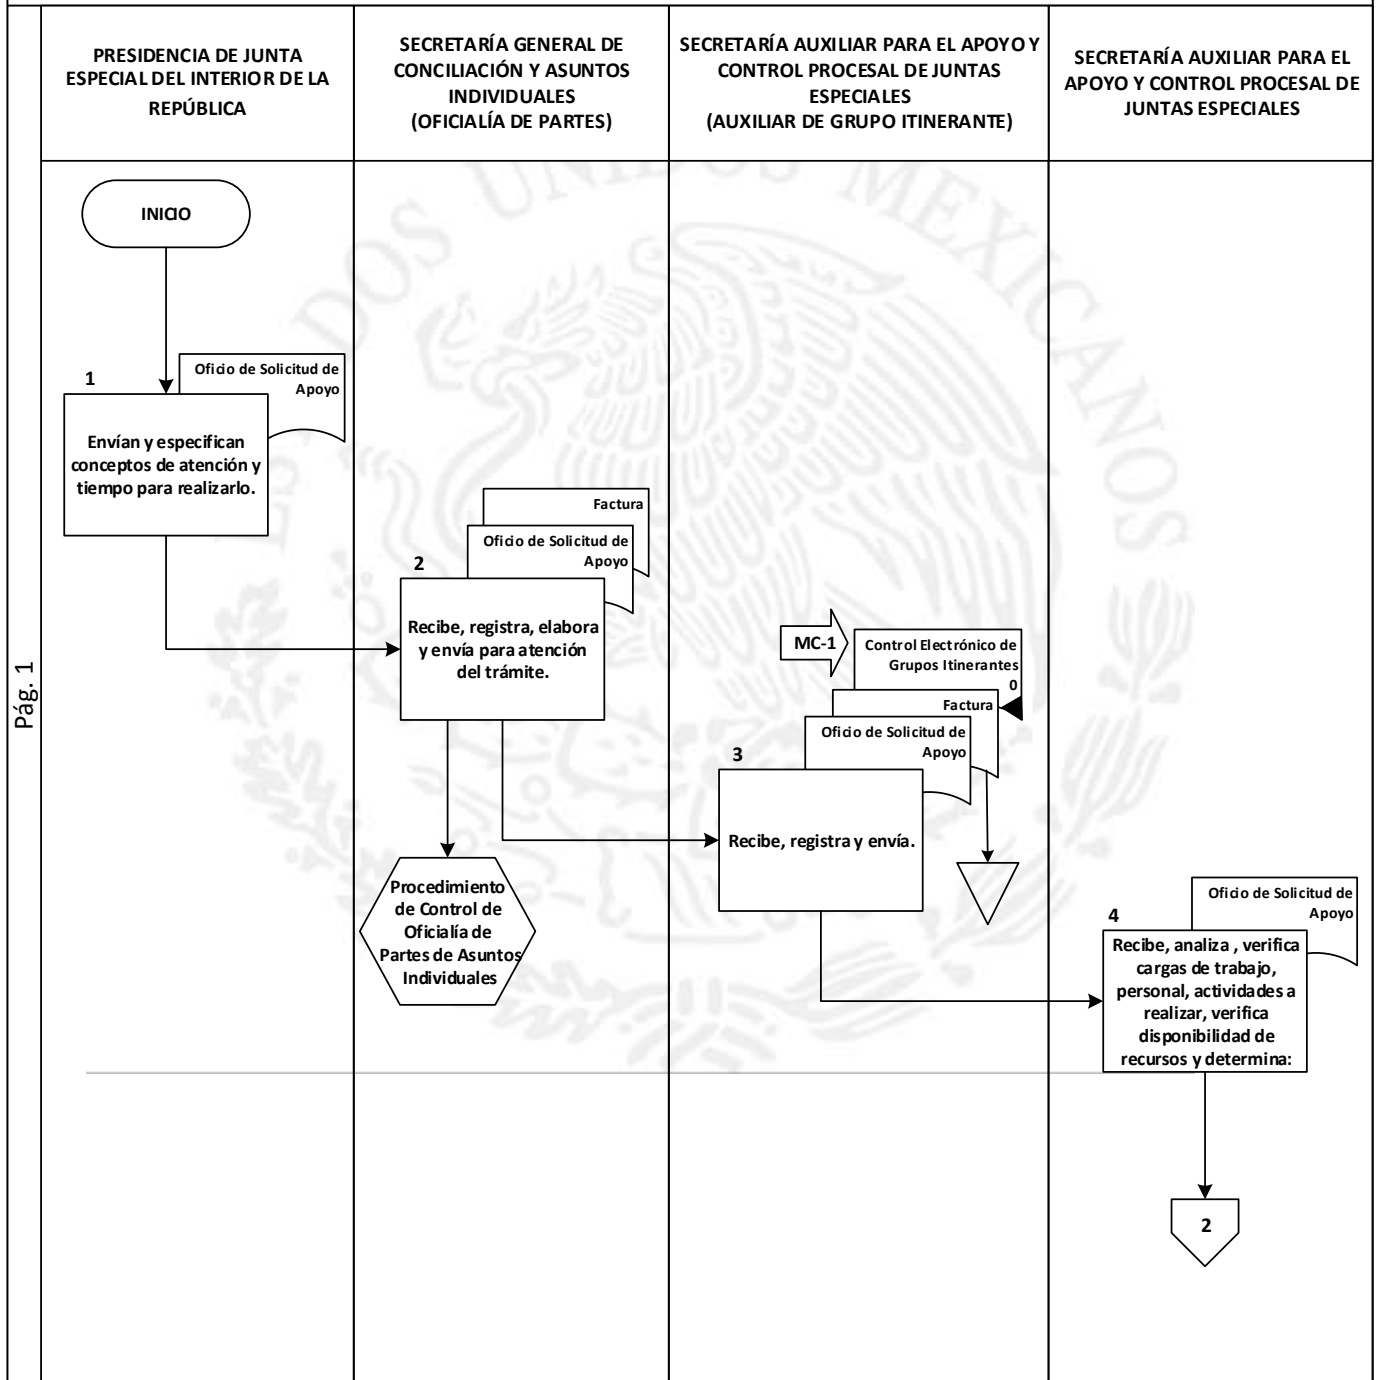 PRESIDENCIA DE JUNTA
ESPECIAL DEL INTERIOR DE LA
REPÚBLICA
SECRETARÍA GENERAL DE
CONCILIACIÓN Y ASUNTOS
INDIVIDUALES
(OFICIALÍA DE PARTES)
SECRETARÍA AUXILIAR PARA EL APOYO Y
CONTROL PROCESAL DE JUNTAS
ESPECIALES
(AUXILIAR DE GRUPO ITINERANTE)
SECRETARÍA AUXILIAR PARA EL
APOYO Y CONTROL PROCESAL DE
JUNTAS ESPECIALES
Pág. 1
INICIO
1
Oficio de Solicitud de
Apoyo
Envían y especifican
conceptos de atención y
tiempo para realizarlo.
Factura
Oficio de Solicitud de
Apoyo
2
Recibe, registra, elabora
y envía para atención
del trámite.
Procedimiento
de Control de
Oficialía de
Partes de Asuntos
Individuales
MC-1
Control Electrónico de
Grupos Itinerantes
0
Factura
Oficio de Solicitud de
Apoyo
3
Recibe, registra y envía.
Oficio de Solicitud de
Apoyo
4
Recibe, analiza , verifica
cargas de trabajo,
personal, actividades a
realizar, verifica
disponibilidad de
recursos y determina:
2
ESTADOS UNIDOS MEXICANOS